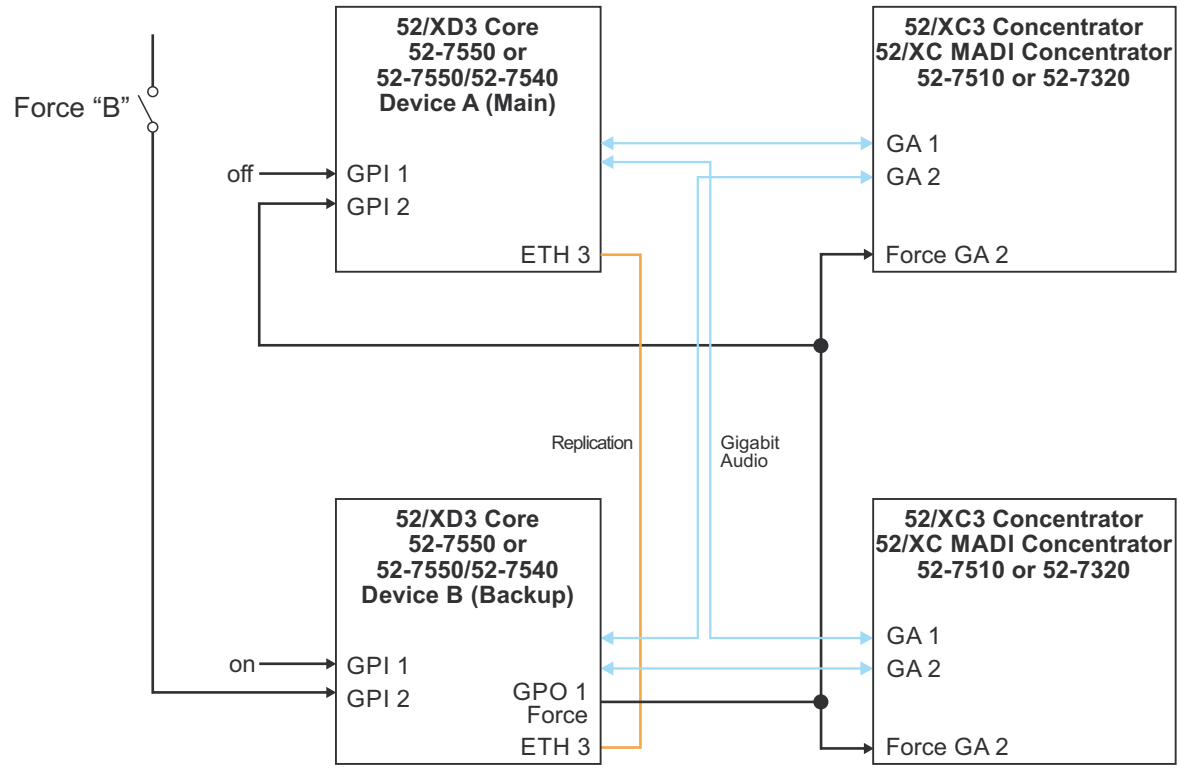 52/XD3 Core
52-7550 or
52-7550/52-7540
Device A (Main)
52/XC3 Concentrator
52/XC MADI Concentrator
52-7510 or 52-7320
Force “B”
GA 1
off
GPI 1
GA 2
GPI 2
ETH 3
Force GA 2
Replication
Gigabit
Audio
52/XD3 Core
52-7550 or
52-7550/52-7540
Device B (Backup)
52/XC3 Concentrator
52/XC MADI Concentrator
52-7510 or 52-7320
GA 1
on
GPI 1
GA 2
GPI 2
GPO 1
Force
ETH 3
Force GA 2